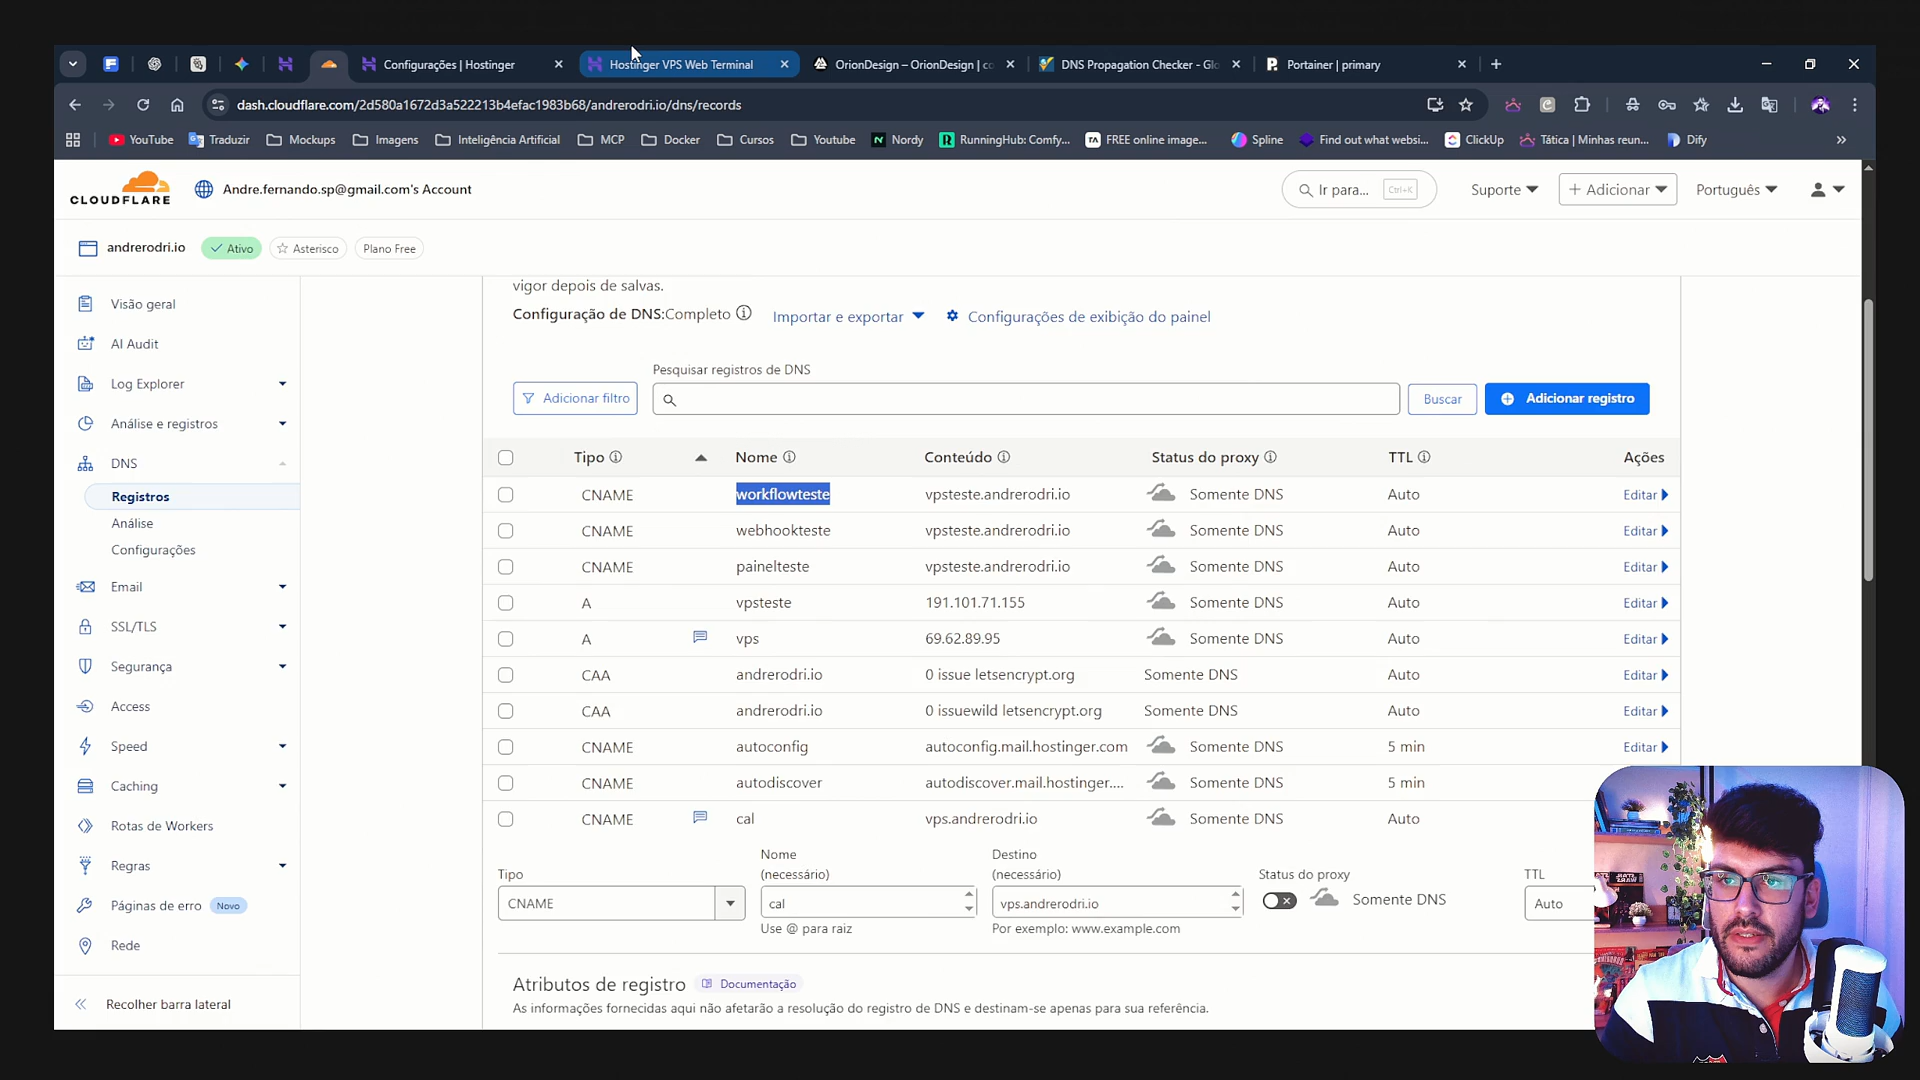 Configurações | Hostinger
Hostinger VPS Web Terminal
OrionDesign – OrionDesign | co
DNS Propagation Checker - Glo
Portainer | primary
dash.cloudflare.com/2d580a1672d3a522213b4efac1983b68/andrerodri.io/dns/records
YouTube
Traduzir
Mockups
Imagens
Inteligência Artificial
MCP
Docker
Cursos
Youtube
Nordy
RunningHub: Comfy...
FREE online image...
Spline
Find out what websi...
ClickUp
Tática | Minhas reun...
Dify
CLOUDFLARE
Andre.fernando.sp@gmail.com's Account
Ir para... Ctrl+K
Suporte
Adicionar
Português
andrerodri.io
Ativo
Asterisco
Plano Free
Visão geral
AI Audit
Log Explorer
Análise e registros
DNS
Registros
Análise
Configurações
Email
SSL/TLS
Segurança
Access
Speed
Caching
Rotas de Workers
Regras
Páginas de erro Novo
Rede
Recolher barra lateral
vigor depois de salvas.
Configuração de DNS:Completo
Importar e exportar
Configurações de exibição do painel
Pesquisar registros de DNS
Adicionar filtro
Buscar
Adicionar registro
Tipo Nome Conteúdo Status do proxy TTL Ações
CNAME workflowteste vpsteste.andrerodri.io Somente DNS Auto Editar
CNAME webhookteste vpsteste.andrerodri.io Somente DNS Auto Editar
CNAME painelteste vpsteste.andrerodri.io Somente DNS Auto Editar
A vpsteste 191.101.71.155 Somente DNS Auto Editar
A vps 69.62.89.95 Somente DNS Auto Editar
CAA andrerodri.io 0 issue letsencrypt.org Somente DNS Auto Editar
CAA andrerodri.io 0 issuewild letsencrypt.org Somente DNS Auto Editar
CNAME autoconfig autoconfig.mail.hostinger.com Somente DNS 5 min Editar
CNAME autodiscover autodiscover.mail.hostinger.... Somente DNS 5 min
CNAME cal vps.andrerodri.io Somente DNS Auto
Tipo
CNAME
Nome
(necessário)
cal
Use @ para raiz
Destino
(necessário)
vps.andrerodri.io
Por exemplo: www.example.com
Status do proxy
Somente DNS
TTL
Auto
Atributos de registro
Documentação
As informações fornecidas aqui não afetarão a resolução do registro de DNS e destinam-se apenas para sua referência.